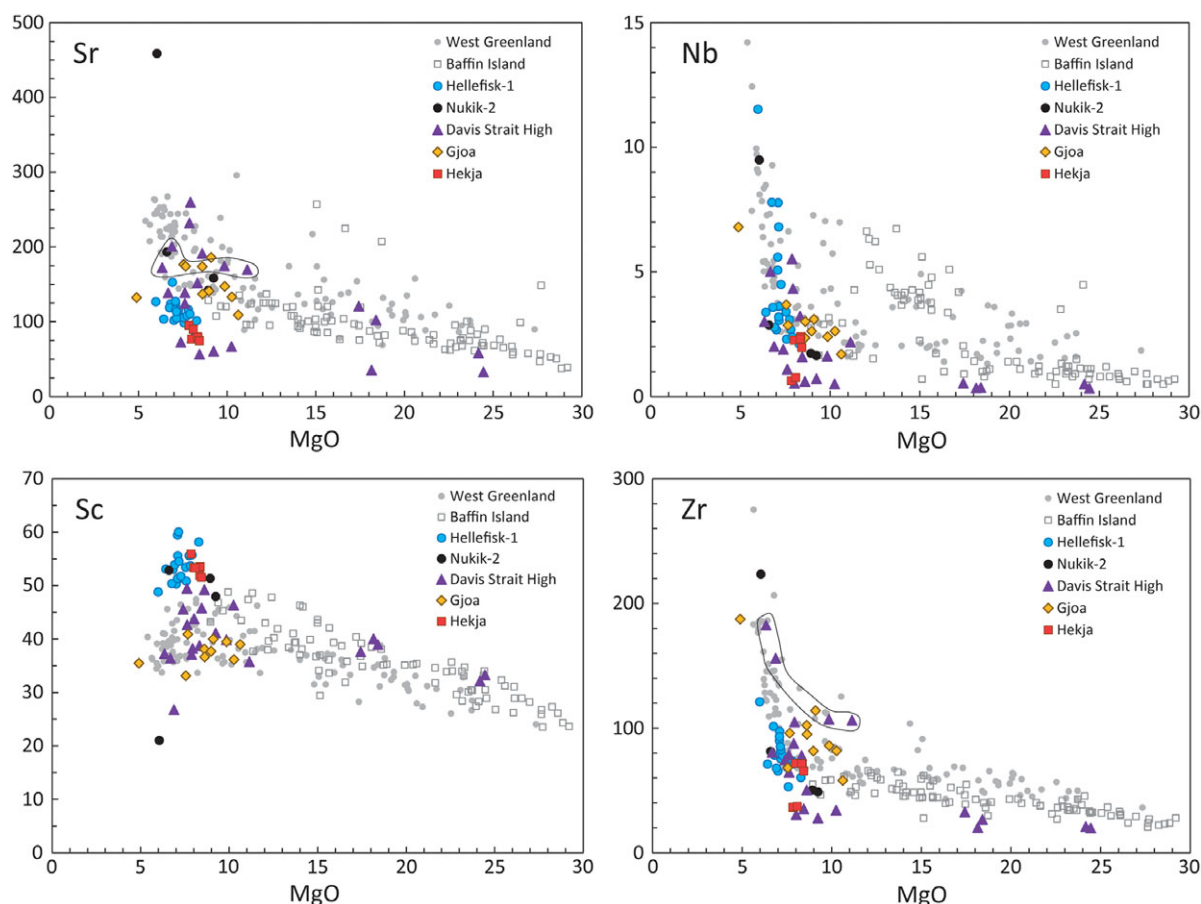 Sr
500
450
400
350
300
250
200
150
100
50
0
0 5 10 15 20 25 30
MgO
West Greenland
Baffin Island
Hellefisk-1
Nukik-2
Davis Strait High
Gjoa
Hekja
Nb
15
10
5
0
0 5 10 15 20 25 30
MgO
West Greenland
Baffin Island
Hellefisk-1
Nukik-2
Davis Strait High
Gjoa
Hekja
Sc
70
60
50
40
30
20
10
0
0 5 10 15 20 25 30
MgO
West Greenland
Baffin Island
Hellefisk-1
Nukik-2
Davis Strait High
Gjoa
Hekja
Zr
300
200
100
0
0 5 10 15 20 25 30
MgO
West Greenland
Baffin Island
Hellefisk-1
Nukik-2
Davis Strait High
Gjoa
Hekja